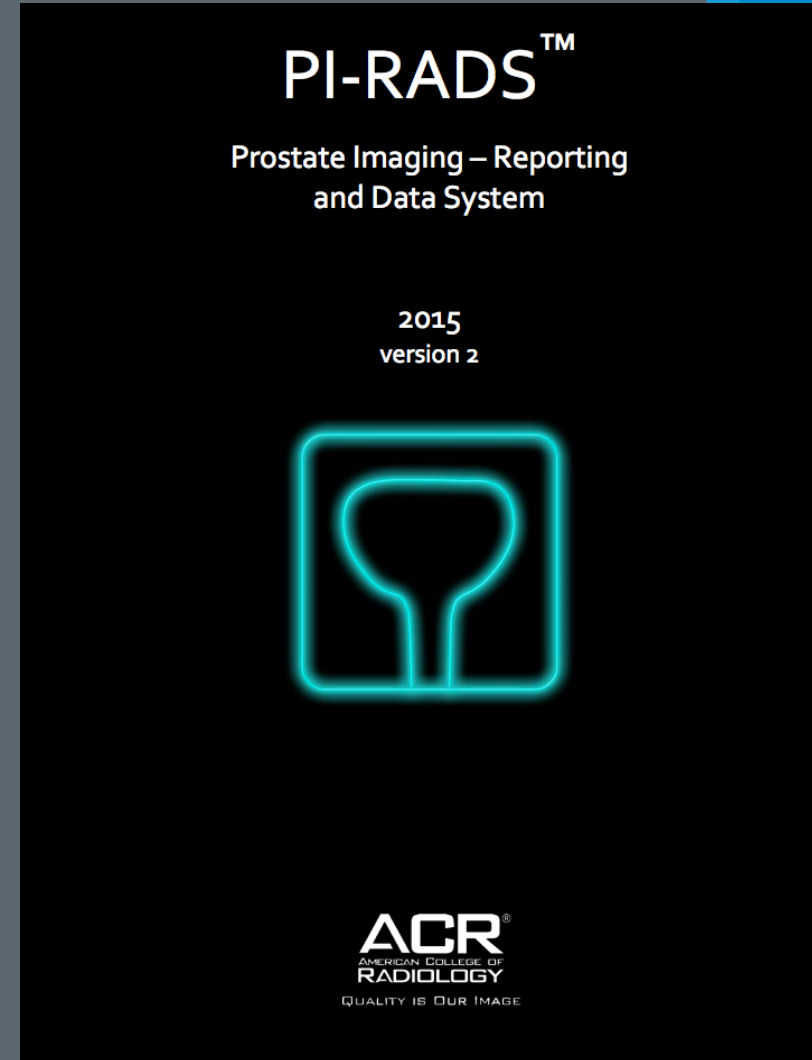 PI-RADS™
Prostate Imaging – Reporting
and Data System
2015
version 2
ACR®
AMERICAN COLLEGE OF
RADIOLOGY
QUALITY IS OUR IMAGE